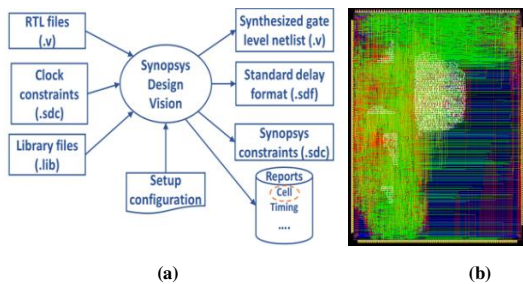 RTL files
(.v)
Clock
constraints
(.sdc)
Library files
(.lib)
Synopsys
Design
Vision
Setup
configuration
Synthesized gate
level netlist (.v)
Standard delay
format (.sdf)
Synopsys
constraints (.sdc)
Reports
Cell
Timing
....
(a)
(b)